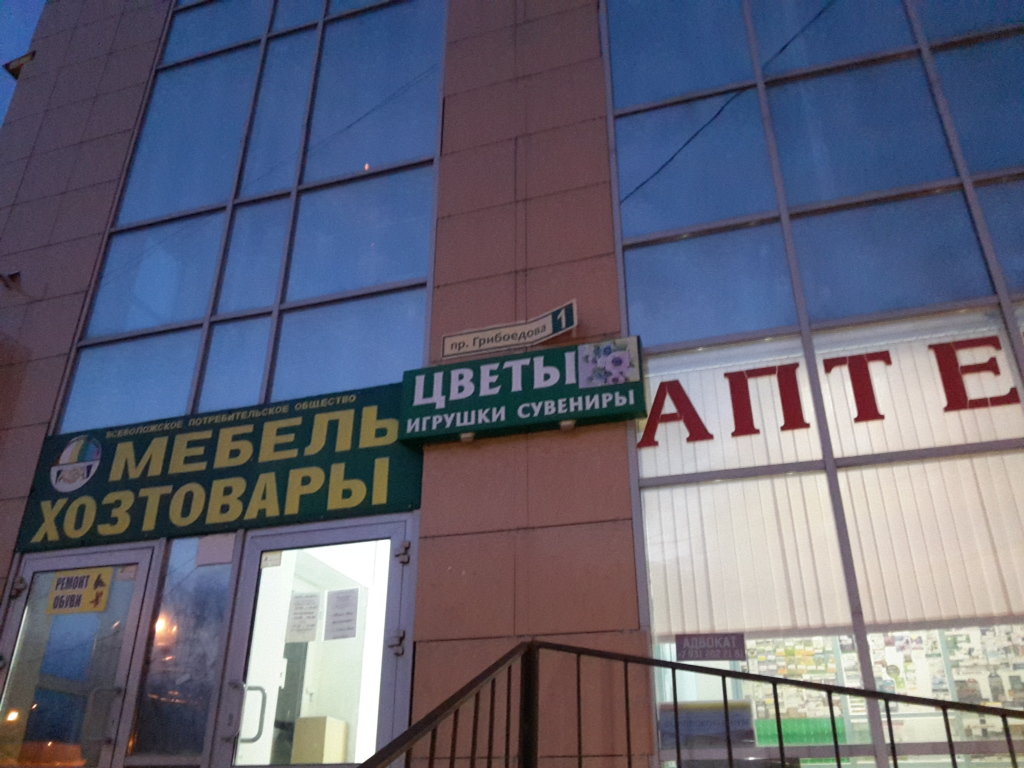 пр. Грибоедова 1
ЦВЕТЫ
ИГРУШКИ СУВЕНИРЫ
ВСЕВОЛОЖСКОЕ ПОТРЕБИТЕЛЬСКОЕ ОБЩЕСТВО
МЕБЕЛЬ
ХОЗТОВАРЫ
АПТЕ
РЕМОНТ
ОБУВИ
АДВОКАТ